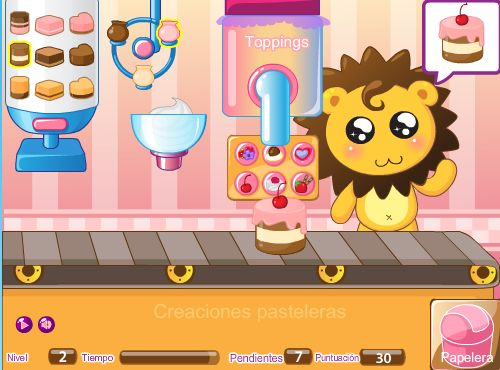 Toppings
Creaciones pasteleras
Nivel 2 Tiempo Pendientes 7 Puntuación 30 Papelera